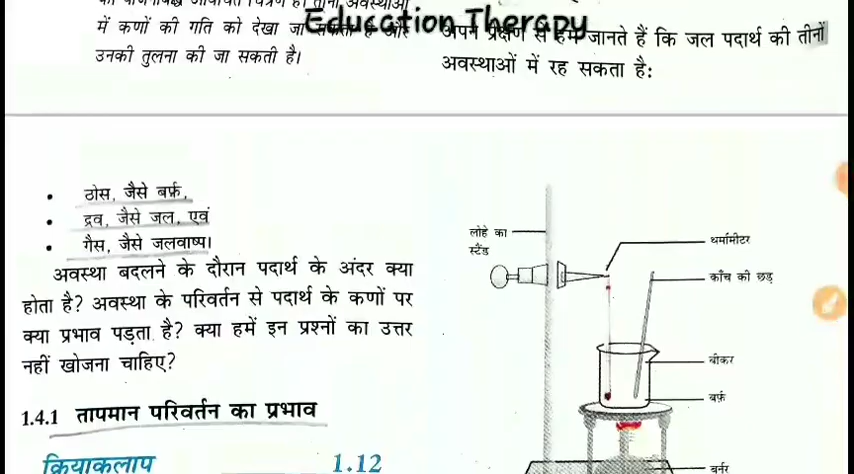 Education Therapy
में कणों की गति को देखा जा सकता है और
उनकी तुलना की जा सकती है।
अपने प्रेक्षण से हम जानते हैं कि जल पदार्थ की तीनों
अवस्थाओं में रह सकता है:
• ठोस, जैसे बर्फ़,
• द्रव, जैसे जल, एवं
• गैस, जैसे जलवाष्प।
अवस्था बदलने के दौरान पदार्थ के अंदर क्या
होता है? अवस्था के परिवर्तन से पदार्थ के कणों पर
क्या प्रभाव पड़ता है? क्या हमें इन प्रश्नों का उत्तर
नहीं खोजना चाहिए?
1.4.1 तापमान परिवर्तन का प्रभाव
क्रियाकलाप 1.12
लोहे का
स्टैंड
थर्मामीटर
काँच की छड़
बीकर
बर्फ़
बर्नर